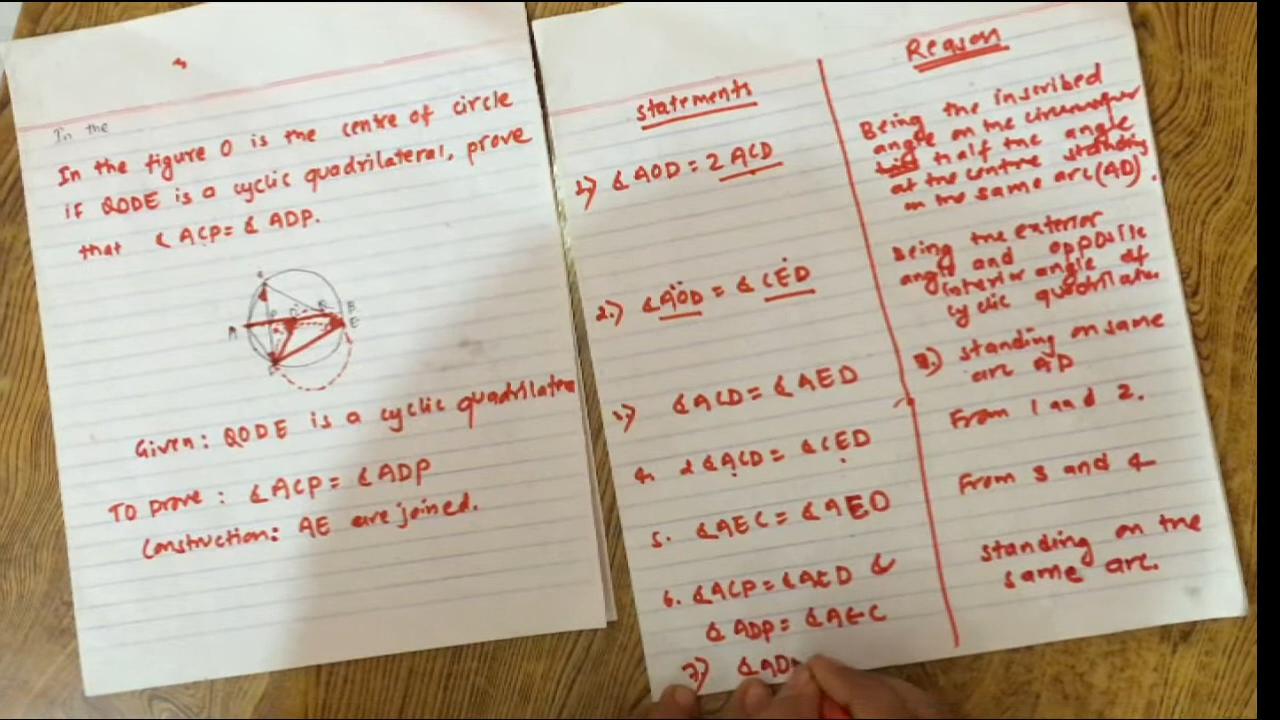 In the
In the figure O is the centre of circle
if QODE is a cyclic quadrilateral, prove
that ∠ACP = ∠ADP.
A
E
Given: QODE is a cyclic quadrilateral
To prove: ∠ACP = ∠ADP
Construction: AE are joined.
statements
1) ∠AOD = 2 ACD
2.) ∠AOD = ∠CED
3) ∠ACD = ∠AED
4. 2∠ACD = ∠CED
5. ∠AEC = ∠AED
6. ∠ACP = ∠AED &
∠ADP = ∠AEC
7.) ∠AD
Reason
Being the inscribed
angle on the
half the angle
at the centre standing
on the same arc (AD).
Being the exterior
angle and opposite
interior angle of
cyclic
3.) standing on same
arc AD
From 1 and 2.
From 3 and 4
standing on the
same arc.